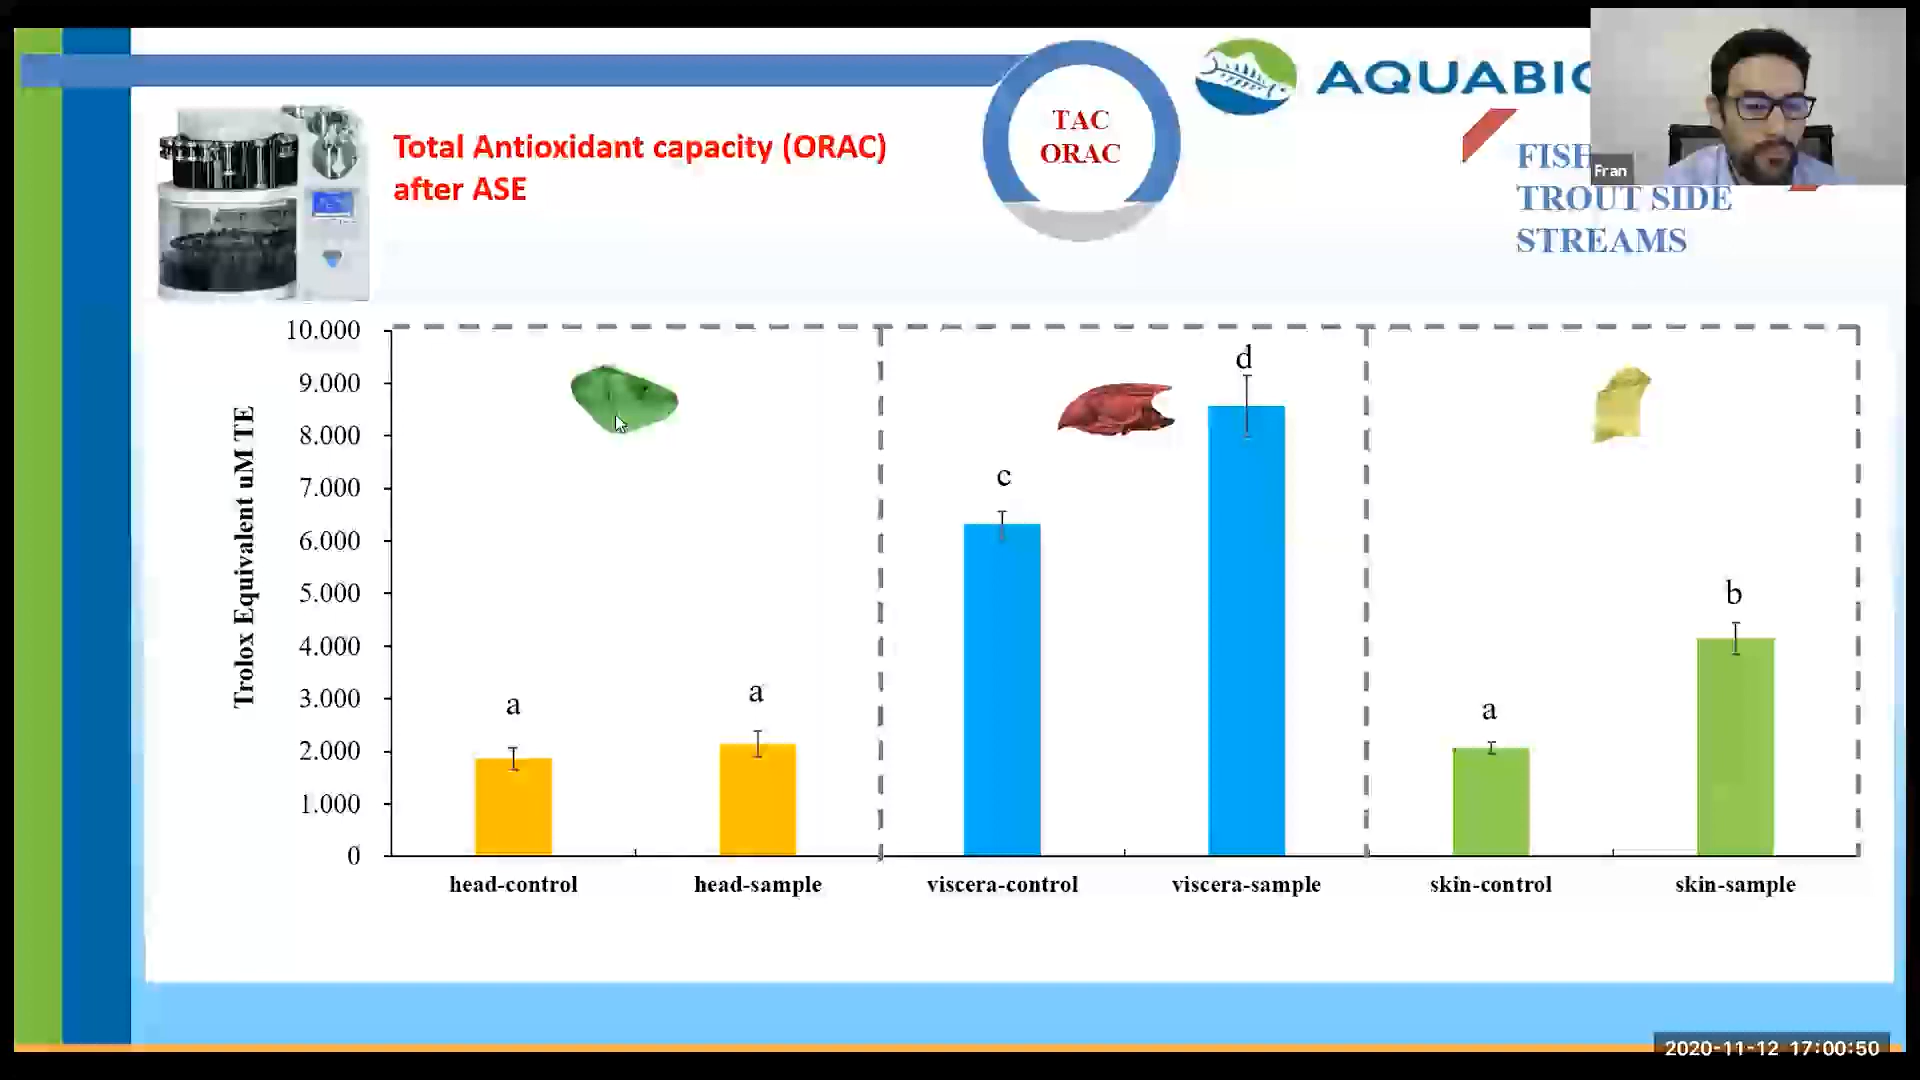 TAC
ORAC
AQUABI
Total Antioxidant capacity (ORAC)
after ASE
FISH
TROUT SIDE
STREAMS
Fran
Trolox Equivalent uM TE
10.000
9.000
8.000
7.000
6.000
5.000
4.000
3.000
2.000
1.000
0
a
a
c
d
a
b
head-control
head-sample
viscera-control
viscera-sample
skin-control
skin-sample
2020-11-12 17:00:50